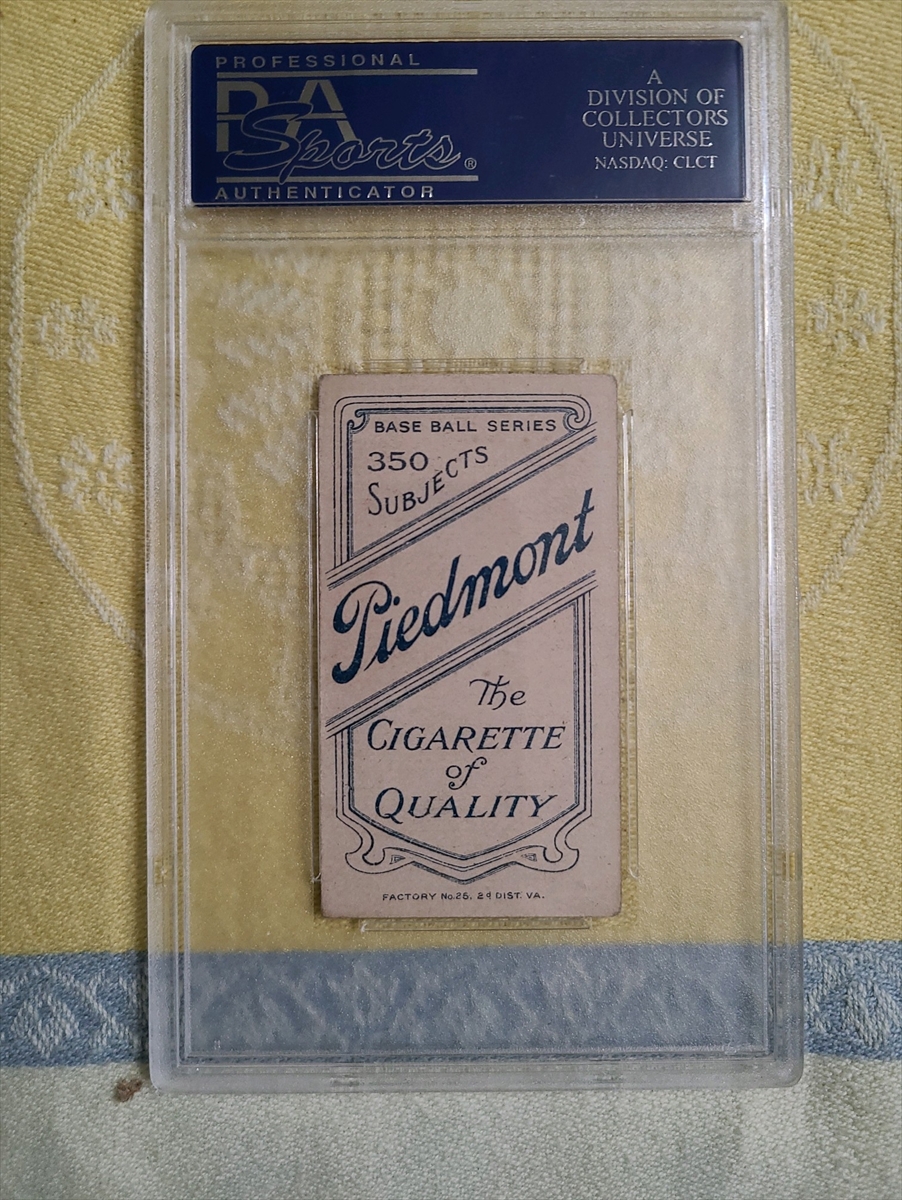 PROFESSIONAL
PSA
Sports®
AUTHENTICATOR
A
DIVISION OF
COLLECTORS
UNIVERSE
NASDAQ: CLCT
BASE BALL SERIES
350
SUBJECTS
Piedmont
The
CIGARETTE
of
QUALITY
FACTORY No. 25, 2d DIST. VA.